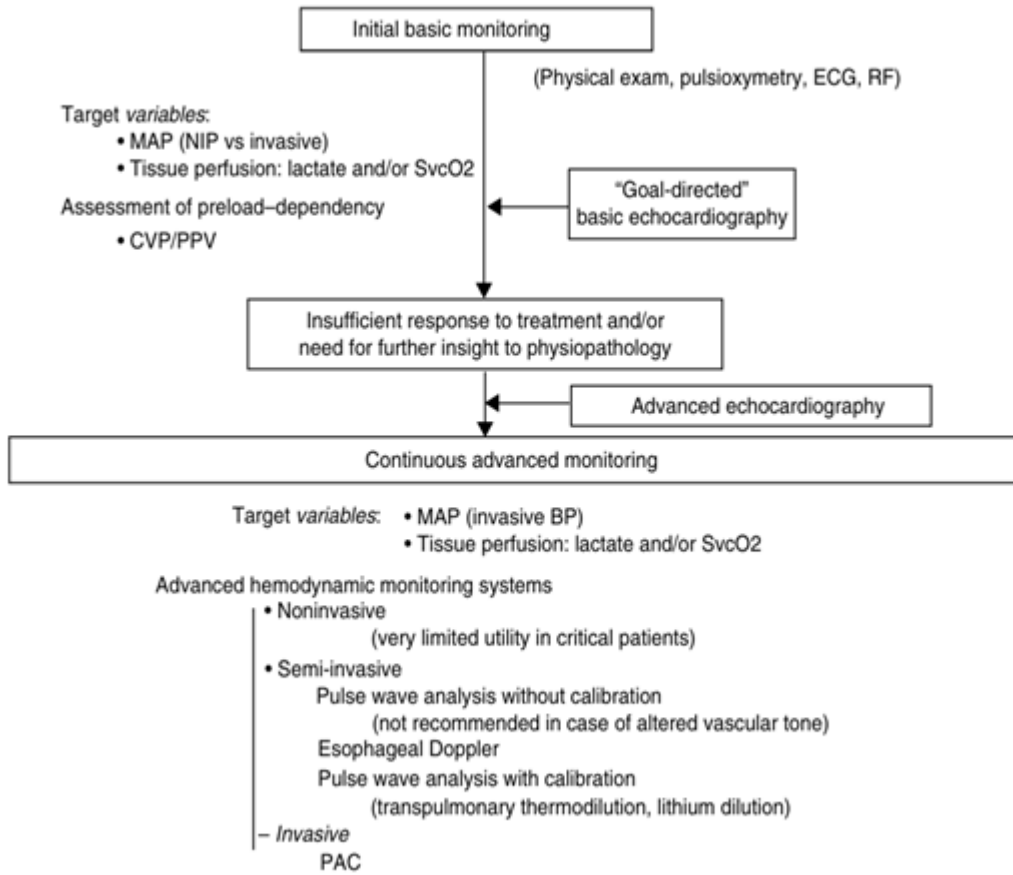 Initial basic monitoring
(Physical exam, pulsioxymetry, ECG, RF)
Target variables:
• MAP (NIP vs invasive)
• Tissue perfusion: lactate and/or SvcO2
Assessment of preload–dependency
• CVP/PPV
“Goal-directed”
basic echocardiography
Insufficient response to treatment and/or
need for further insight to physiopathology
Advanced echocardiography
Continuous advanced monitoring
Target variables: • MAP (invasive BP)
• Tissue perfusion: lactate and/or SvcO2
Advanced hemodynamic monitoring systems
• Noninvasive
(very limited utility in critical patients)
• Semi-invasive
Pulse wave analysis without calibration
(not recommended in case of altered vascular tone)
Esophageal Doppler
Pulse wave analysis with calibration
(transpulmonary thermodilution, lithium dilution)
– Invasive
PAC